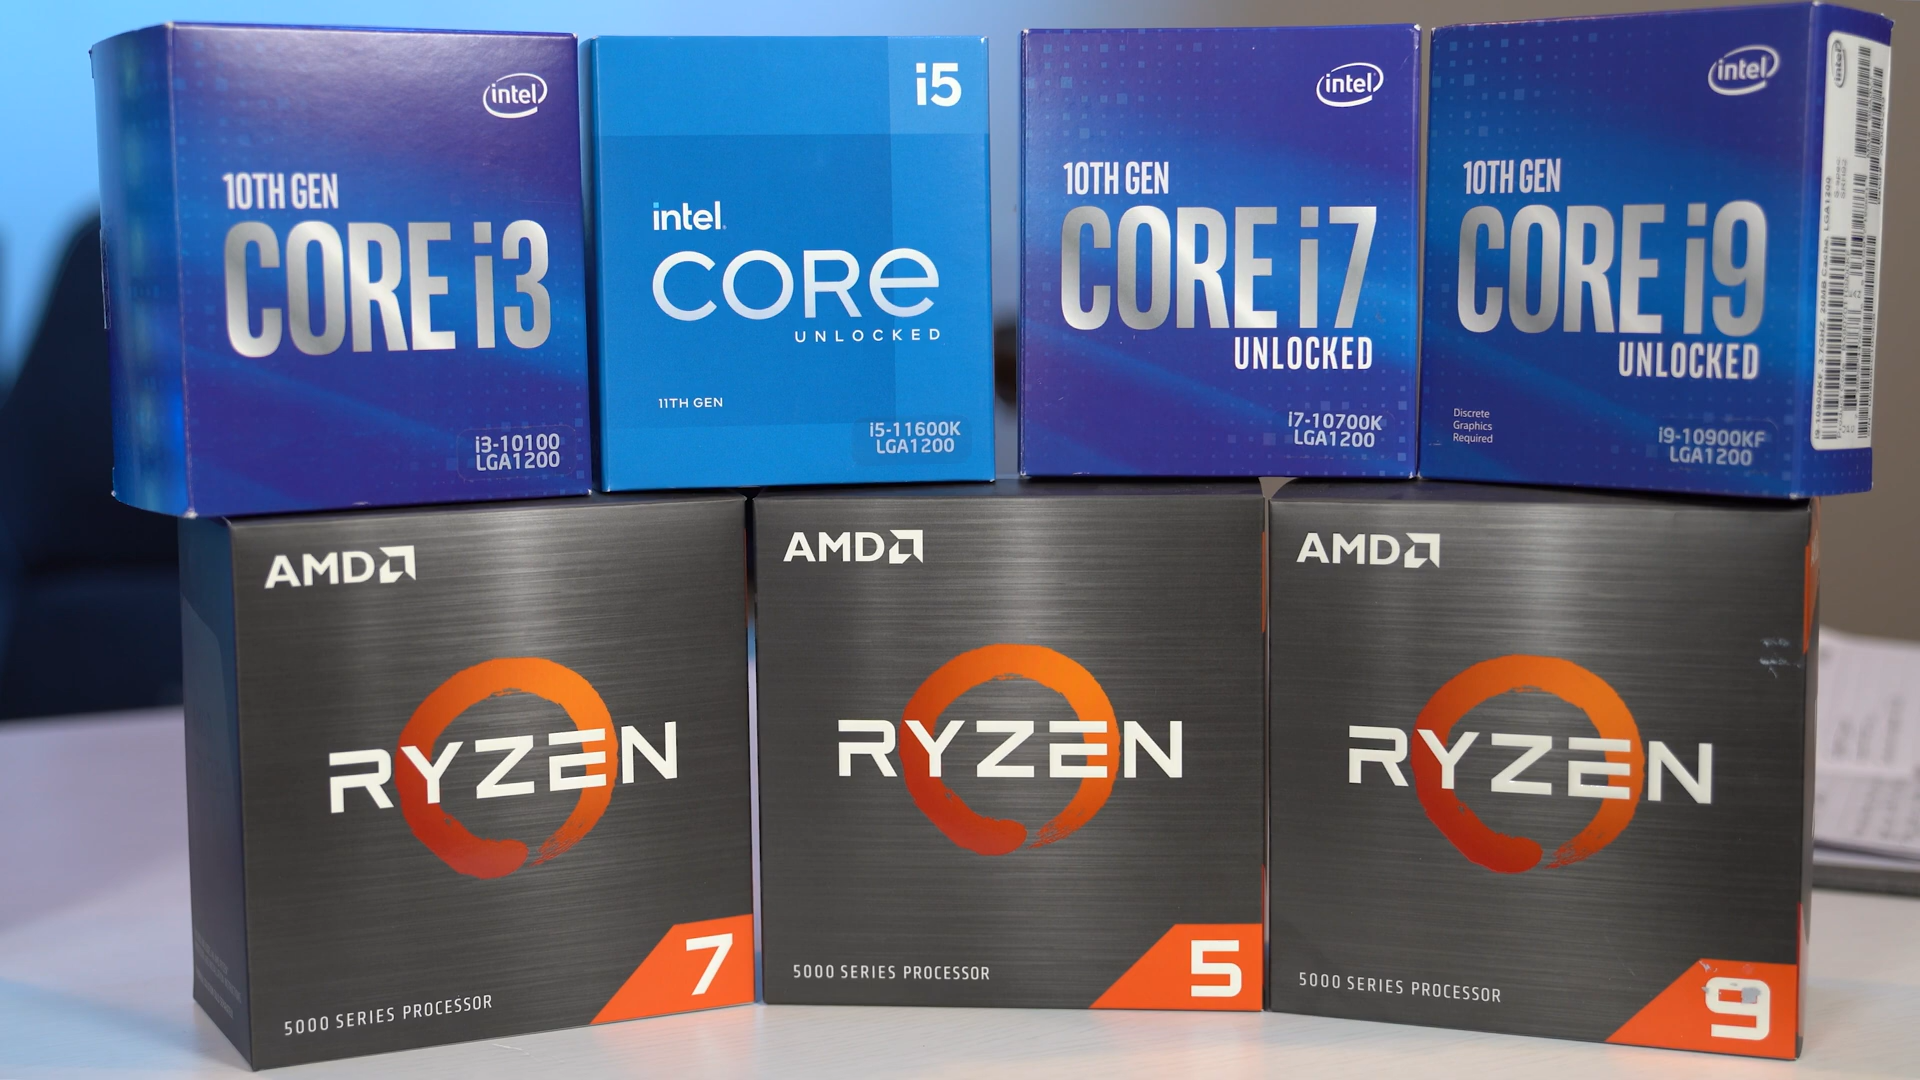 intel
10TH GEN
CORE i3
i3-10100
LGA1200
i5
intel.
CORE
UNLOCKED
11TH GEN
i5-11600K
LGA1200
intel
10TH GEN
CORE i7
UNLOCKED
i7-10700K
LGA1200
intel
10TH GEN
CORE i9
UNLOCKED
Discrete
Graphics
Required
i9-10900KF
LGA1200
intel
AMD
RYZEN
7
5000 SERIES PROCESSOR
AMD
RYZEN
5
5000 SERIES PROCESSOR
AMD
RYZEN
9
5000 SERIES PROCESSOR